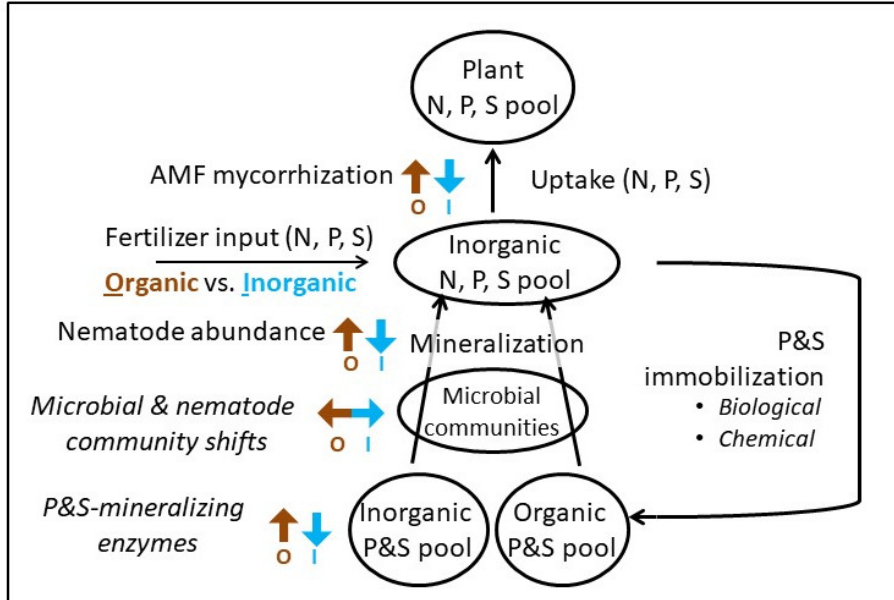 Plant
N, P, S pool
AMF mycorrhization
O I
Uptake (N, P, S)
Fertilizer input (N, P, S)
Organic vs. Inorganic
Inorganic
N, P, S pool
Nematode abundance
O I
Mineralization
P&S
immobilization
• Biological
• Chemical
Microbial & nematode
community shifts
O I
Microbial
communities
P&S-mineralizing
enzymes
O I
Inorganic
P&S pool
Organic
P&S pool